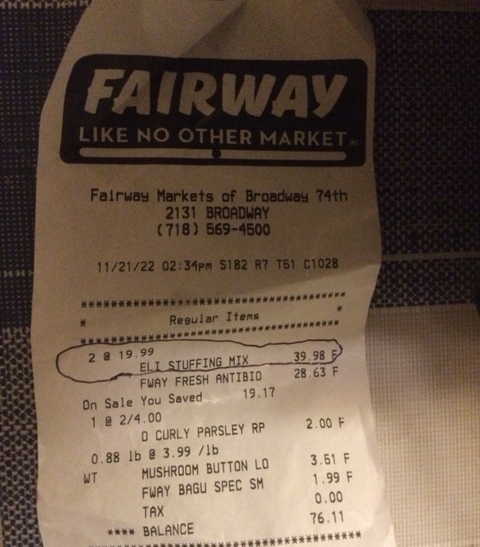 FAIRWAY
LIKE NO OTHER MARKET
Fairway Markets of Broadway 74th
2131 BROADWAY
(718) 569-4500
11/21/22 02:34pm S182 R7 T51 C1028
**********************************
* Regular Items *
**********************************
2 @ 19.99
ELI STUFFING MIX 39.98 F
FWAY FRESH ANTIBIO 28.63 F
On Sale You Saved 19.17
1 @ 2/4.00
O CURLY PARSLEY RP 2.00 F
0.88 lb @ 3.99 /lb
WT MUSHROOM BUTTON LO 3.51 F
FWAY BAGU SPEC SM 1.99 F
TAX 0.00
**** BALANCE 76.11
**********************************